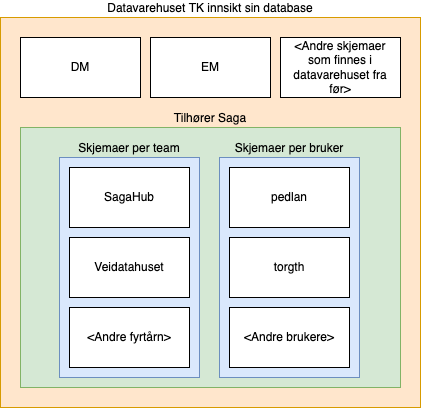 Datavarehuset TK innsikt sin database
DM
EM
<Andre skjemaer
som finnes i
datavarehuset fra
før>
Tilhører Saga
Skjemaer per team
Skjemaer per bruker
SagaHub
pedlan
Veidatahuset
torgth
<Andre fyrtårn>
<Andre brukere>